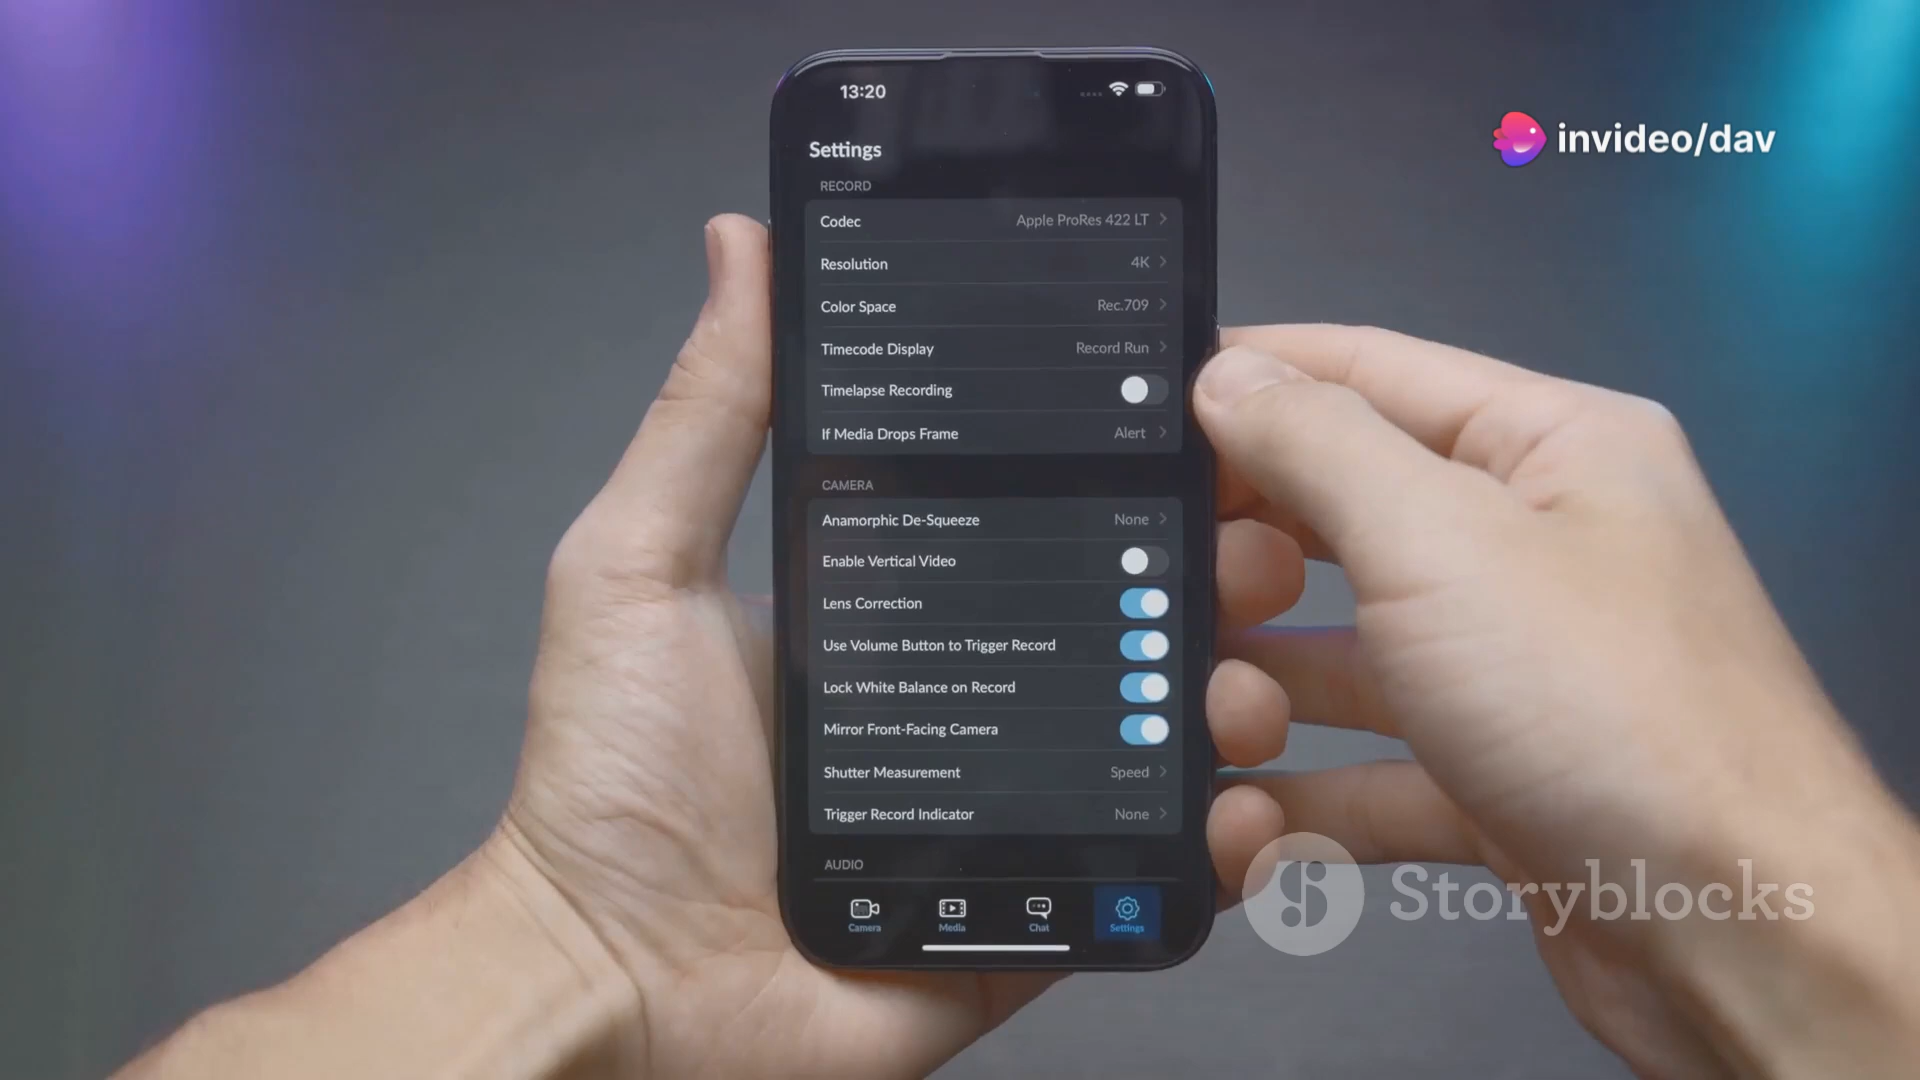 13:20
invideo/dav
Settings
RECORD
Codec Apple ProRes 422 LT
Resolution 4K
Color Space Rec.709
Timecode Display Record Run
Timelapse Recording
If Media Drops Frame Alert
CAMERA
Anamorphic De-Squeeze None
Enable Vertical Video
Lens Correction
Use Volume Button to Trigger Record
Lock White Balance on Record
Mirror Front-Facing Camera
Shutter Measurement Speed
Trigger Record Indicator None
AUDIO
Camera Media Chat Settings
Storyblocks